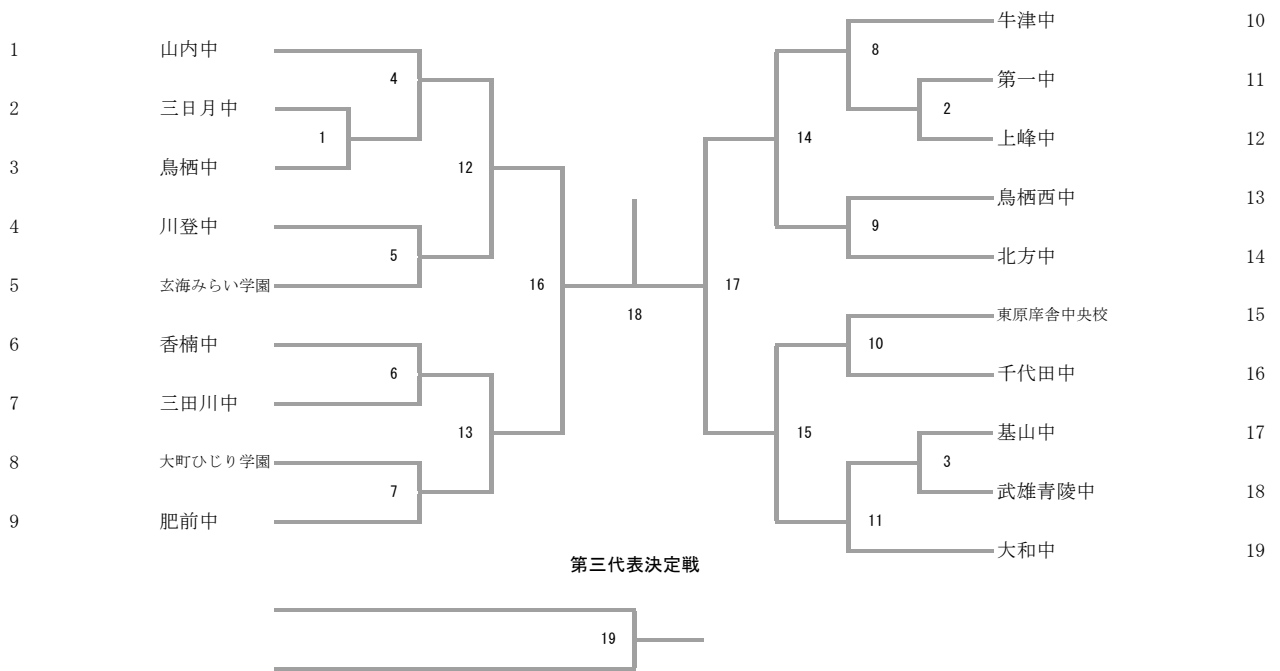 1 山内中
2 三日月中
3 鳥栖中
4 川登中
5 玄海みらい学園
6 香楠中
7 三田川中
8 大町ひじり学園
9 肥前中
4
1
12
5
16
6
13
7
18
牛津中 10
第一中 11
上峰中 12
鳥栖西中 13
北方中 14
東原庠舎中央校 15
千代田中 16
基山中 17
武雄青陵中 18
大和中 19
8
2
14
9
17
10
15
3
11
第三代表決定戦
19